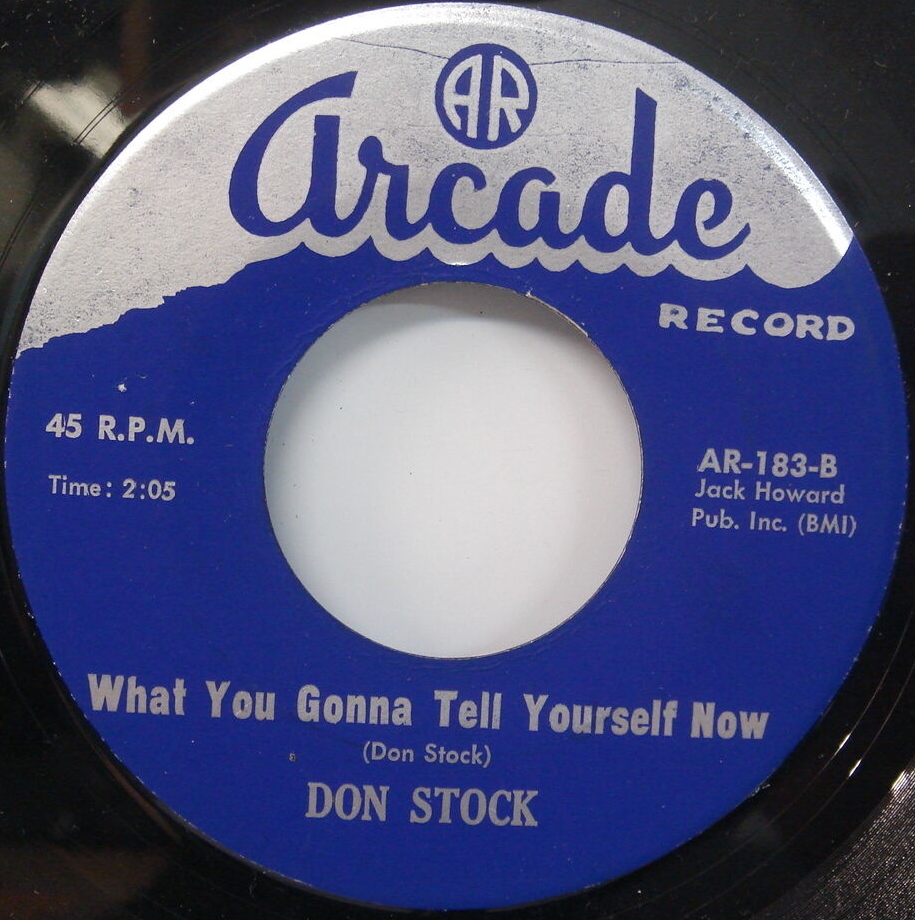 AR
Arcade
RECORD
45 R.P.M.
Time: 2:05
AR-183-B
Jack Howard
Pub. Inc. (BMI)
What You Gonna Tell Yourself Now
(Don Stock)
DON STOCK